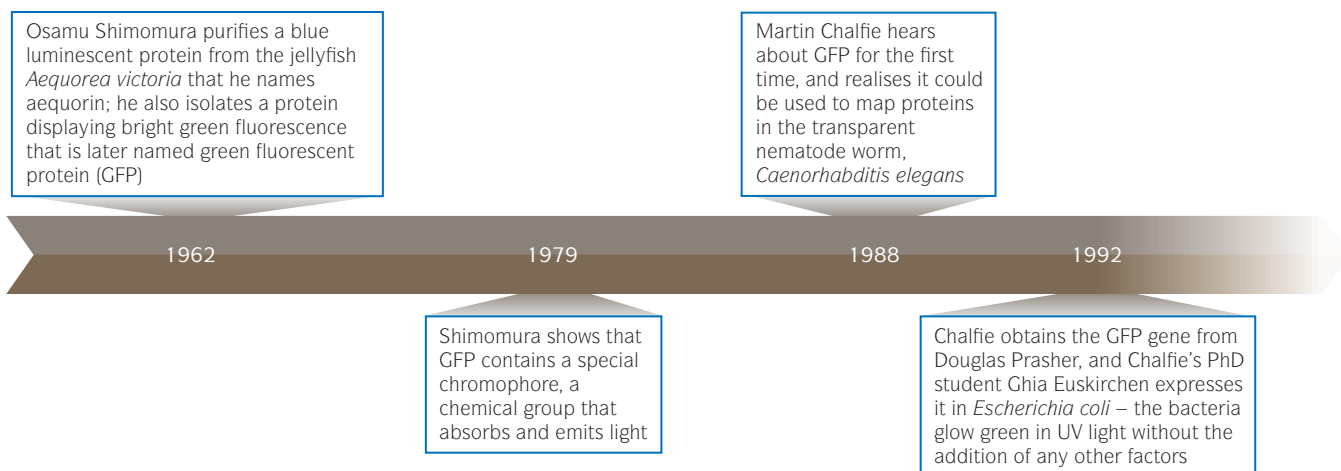 Osamu Shimomura purifies a blue
luminescent protein from the jellyfish
Aequorea victoria that he names
aequorin; he also isolates a protein
displaying bright green fluorescence
that is later named green fluorescent
protein (GFP)
Martin Chalfie hears
about GFP for the first
time, and realises it could
be used to map proteins
in the transparent
nematode worm,
Caenorhabditis elegans
1962
1979
1988
1992
Shimomura shows that
GFP contains a special
chromophore, a
chemical group that
absorbs and emits light
Chalfie obtains the GFP gene from
Douglas Prasher, and Chalfie’s PhD
student Ghia Euskirchen expresses
it in Escherichia coli – the bacteria
glow green in UV light without the
addition of any other factors